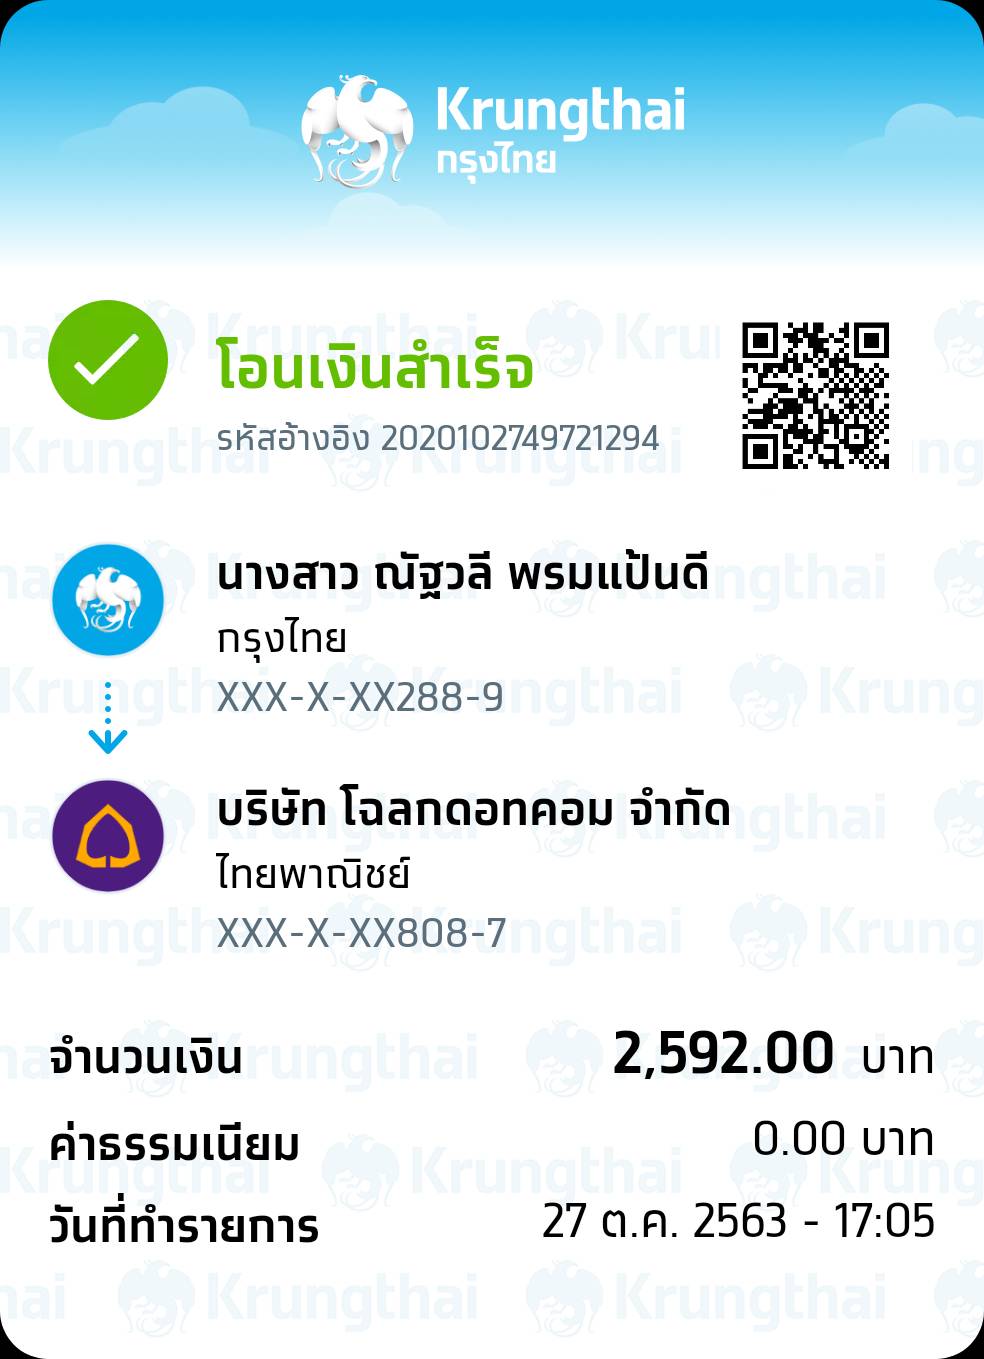 Krungthai
กรุงไทย
โอนเงินสำเร็จ
รหัสอ้างอิง 2020102749721294
นางสาว ณัฐวลี พรมแป้นดี
กรุงไทย
XXX-X-XX288-9
บริษัท โฉลกดอทคอม จำกัด
ไทยพาณิชย์
XXX-X-XX808-7
จำนวนเงิน 2,592.00 บาท
ค่าธรรมเนียม 0.00 บาท
วันที่ทำรายการ 27 ต.ค. 2563 - 17:05